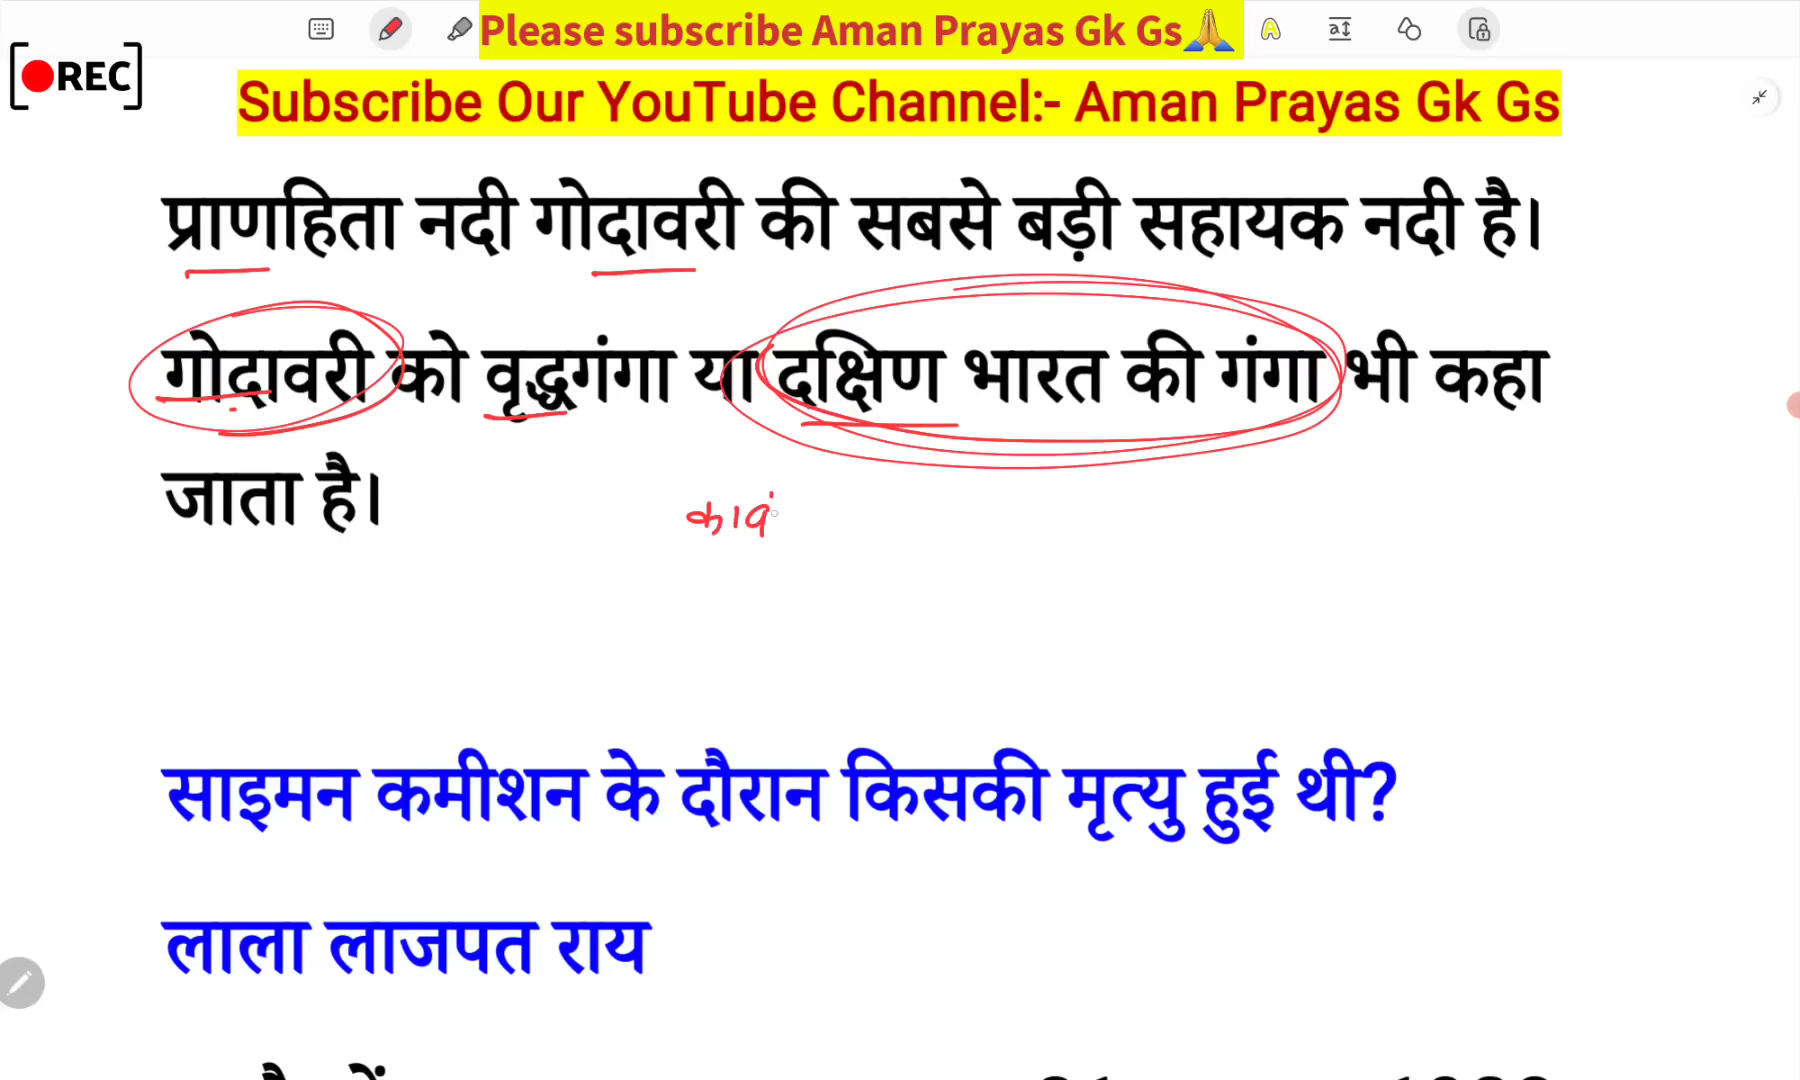 Please subscribe Aman Prayas Gk Gs🙏
REC
Subscribe Our YouTube Channel:- Aman Prayas Gk Gs
प्राणहिता नदी गोदावरी की सबसे बड़ी सहायक नदी है।
गोदावरी को वृद्धगंगा या दक्षिण भारत की गंगा भी कहा
जाता है।
साइमन कमीशन के दौरान किसकी मृत्यु हुई थी?
लाला लाजपत राय